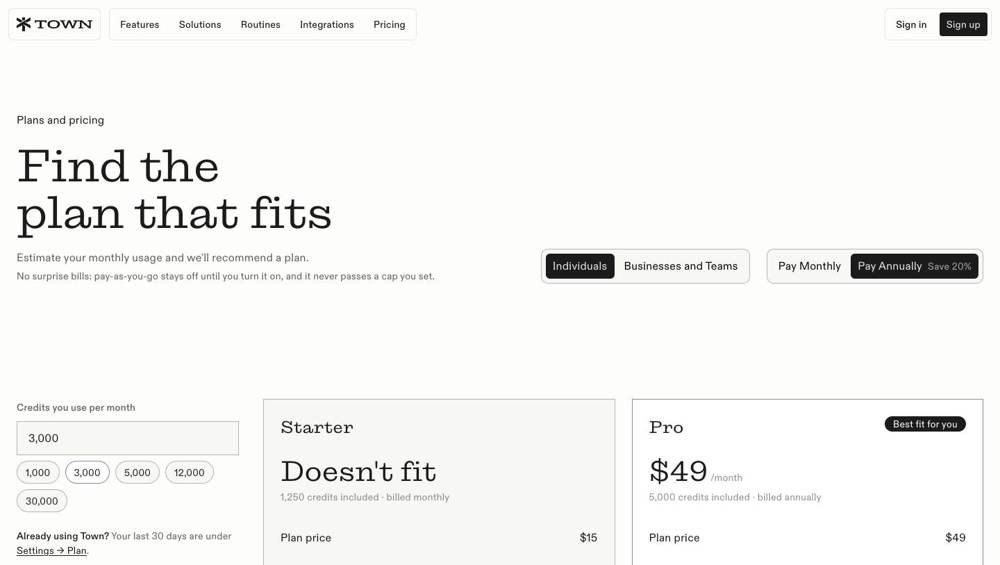 TOWN
Features Solutions Routines Integrations Pricing
Sign in Sign up
Plans and pricing
Find the
plan that fits
Estimate your monthly usage and we'll recommend a plan.
No surprise bills: pay-as-you-go stays off until you turn it on, and it never passes a cap you set.
Individuals Businesses and Teams
Pay Monthly Pay Annually Save 20%
Credits you use per month
3,000
1,000 3,000 5,000 12,000
30,000
Already using Town? Your last 30 days are under
Settings → Plan.
Starter
Doesn't fit
1,250 credits included · billed monthly
Plan price $15
Pro Best fit for you
$49 /month
5,000 credits included · billed annually
Plan price $49